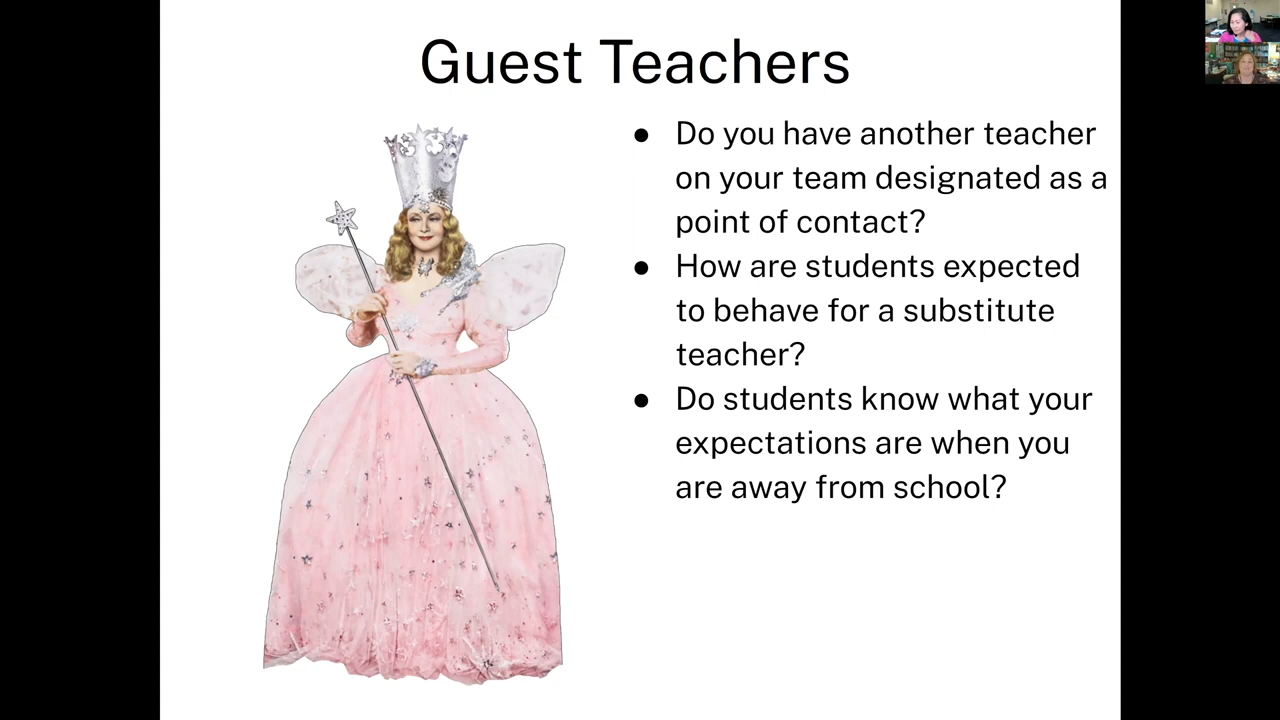 Guest Teachers
● Do you have another teacher
on your team designated as a
point of contact?
● How are students expected
to behave for a substitute
teacher?
● Do students know what your
expectations are when you
are away from school?